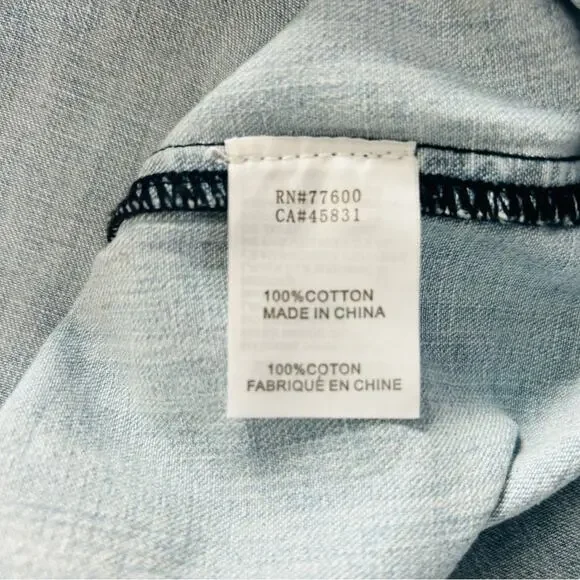 RN#77600
CA#45831
100%COTTON
MADE IN CHINA
100%COTON
FABRIQUÉ EN CHINE